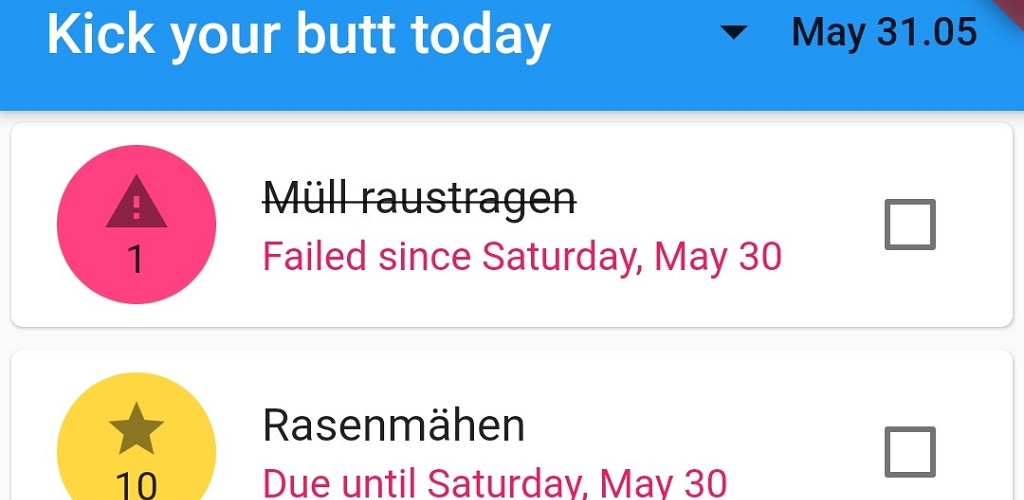 Kick your butt today
May 31.05
Müll raustragen
1
Failed since Saturday, May 30
Rasenmähen
10
Due until Saturday, May 30